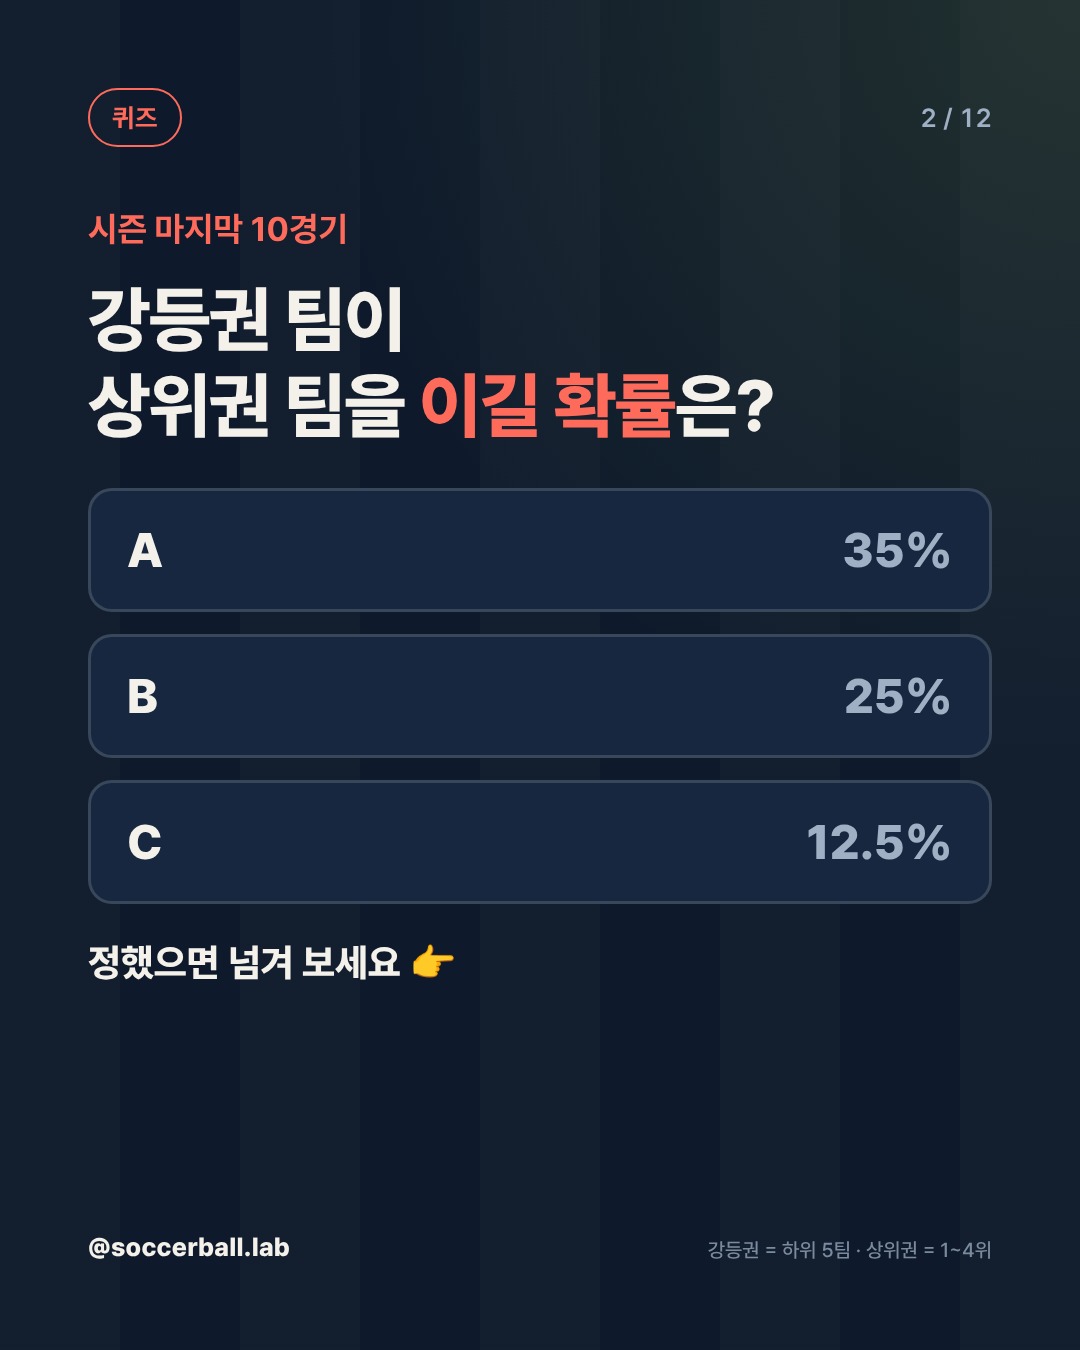 퀴즈
2 / 12
시즌 마지막 10경기
강등권 팀이
상위권 팀을 이길 확률은?
A 35%
B 25%
C 12.5%
정했으면 넘겨 보세요 👉
@soccerball.lab
강등권 = 하위 5팀 · 상위권 = 1~4위